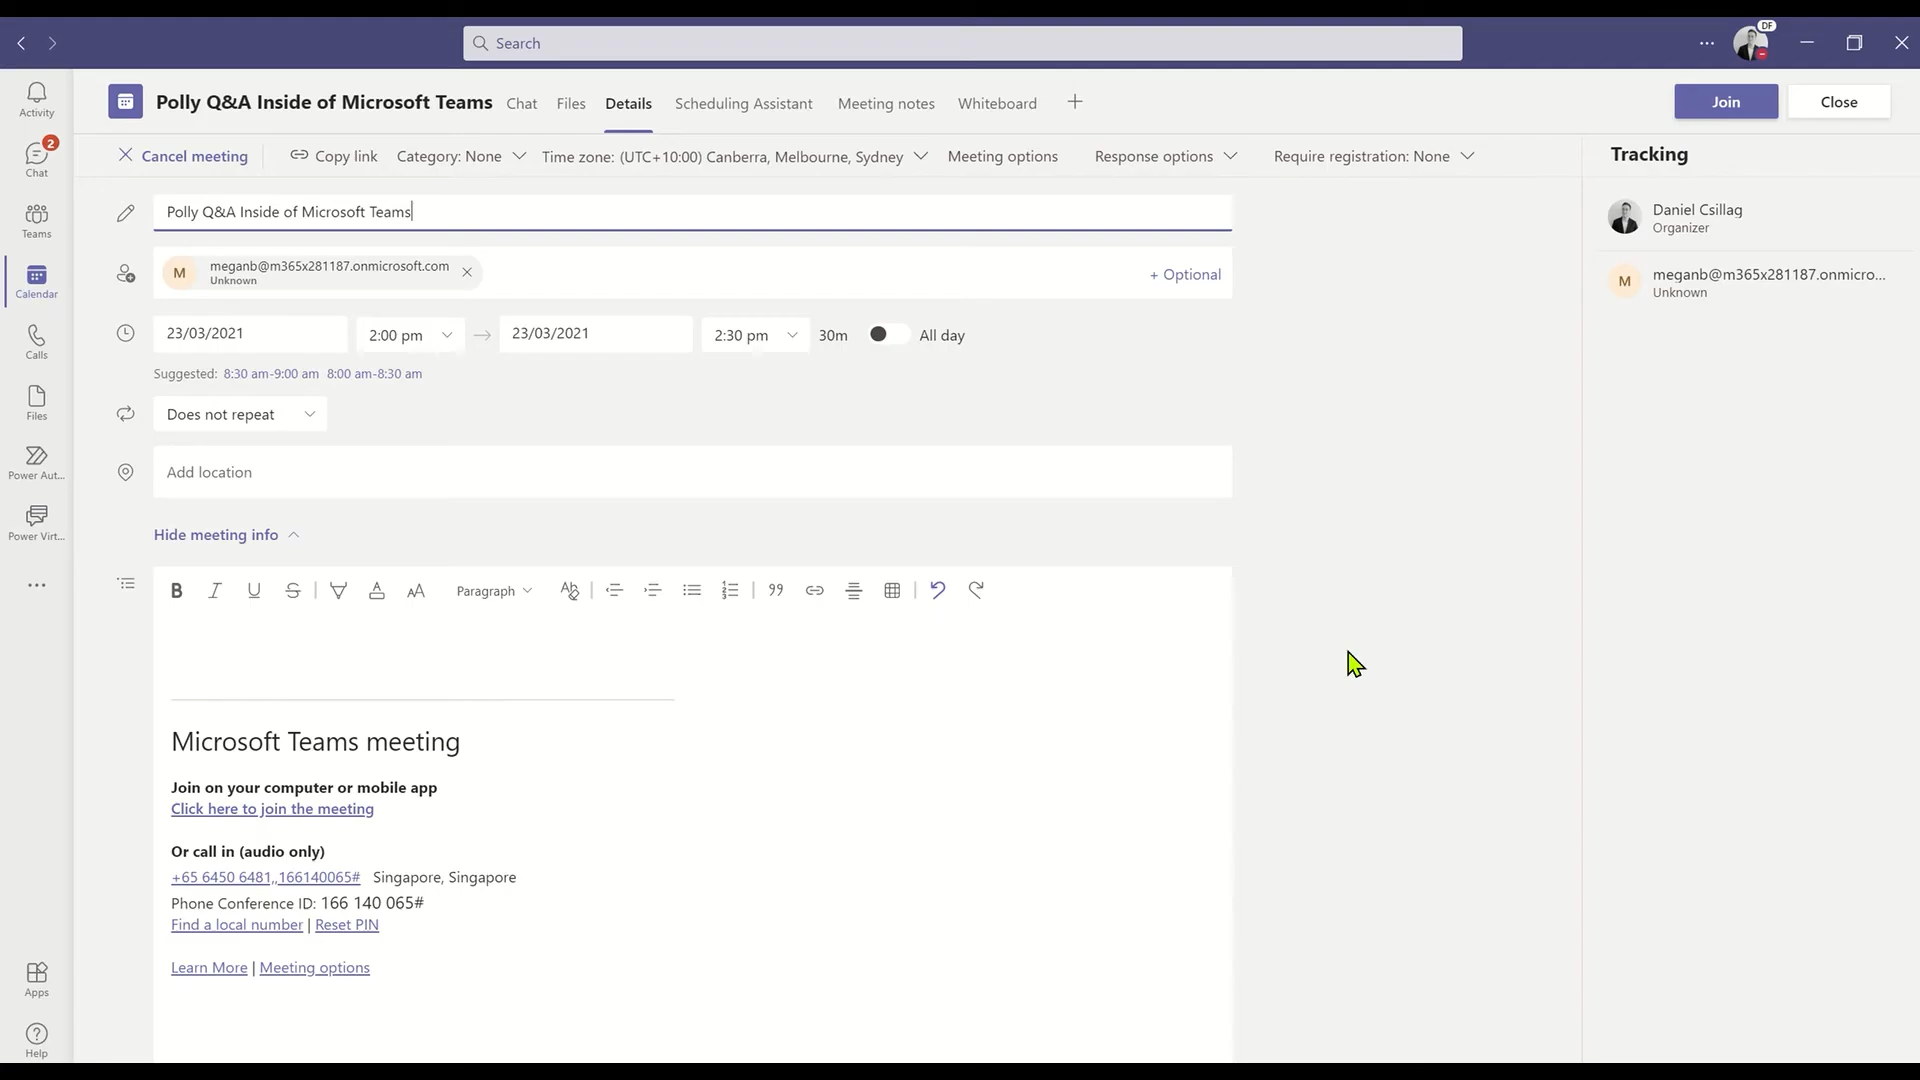 Search
DF
Activity
2
Chat
Teams
Calendar
Calls
Files
Power Aut...
Power Virt...
Apps
Help
Polly Q&A Inside of Microsoft Teams Chat Files Details Scheduling Assistant Meeting notes Whiteboard
Join Close
Cancel meeting Copy link Category: None Time zone: (UTC+10:00) Canberra, Melbourne, Sydney Meeting options Response options Require registration: None
Polly Q&A Inside of Microsoft Teams
M meganb@m365x281187.onmicrosoft.com
Unknown
+ Optional
23/03/2021 2:00 pm → 23/03/2021 2:30 pm 30m All day
Suggested: 8:30 am-9:00 am 8:00 am-8:30 am
Does not repeat
Add location
Hide meeting info
Paragraph
Microsoft Teams meeting
Join on your computer or mobile app
Click here to join the meeting
Or call in (audio only)
+65 6450 6481,,166140065# Singapore, Singapore
Phone Conference ID: 166 140 065#
Find a local number | Reset PIN
Learn More | Meeting options
Tracking
Daniel Csillag
Organizer
M meganb@m365x281187.onmicro...
Unknown